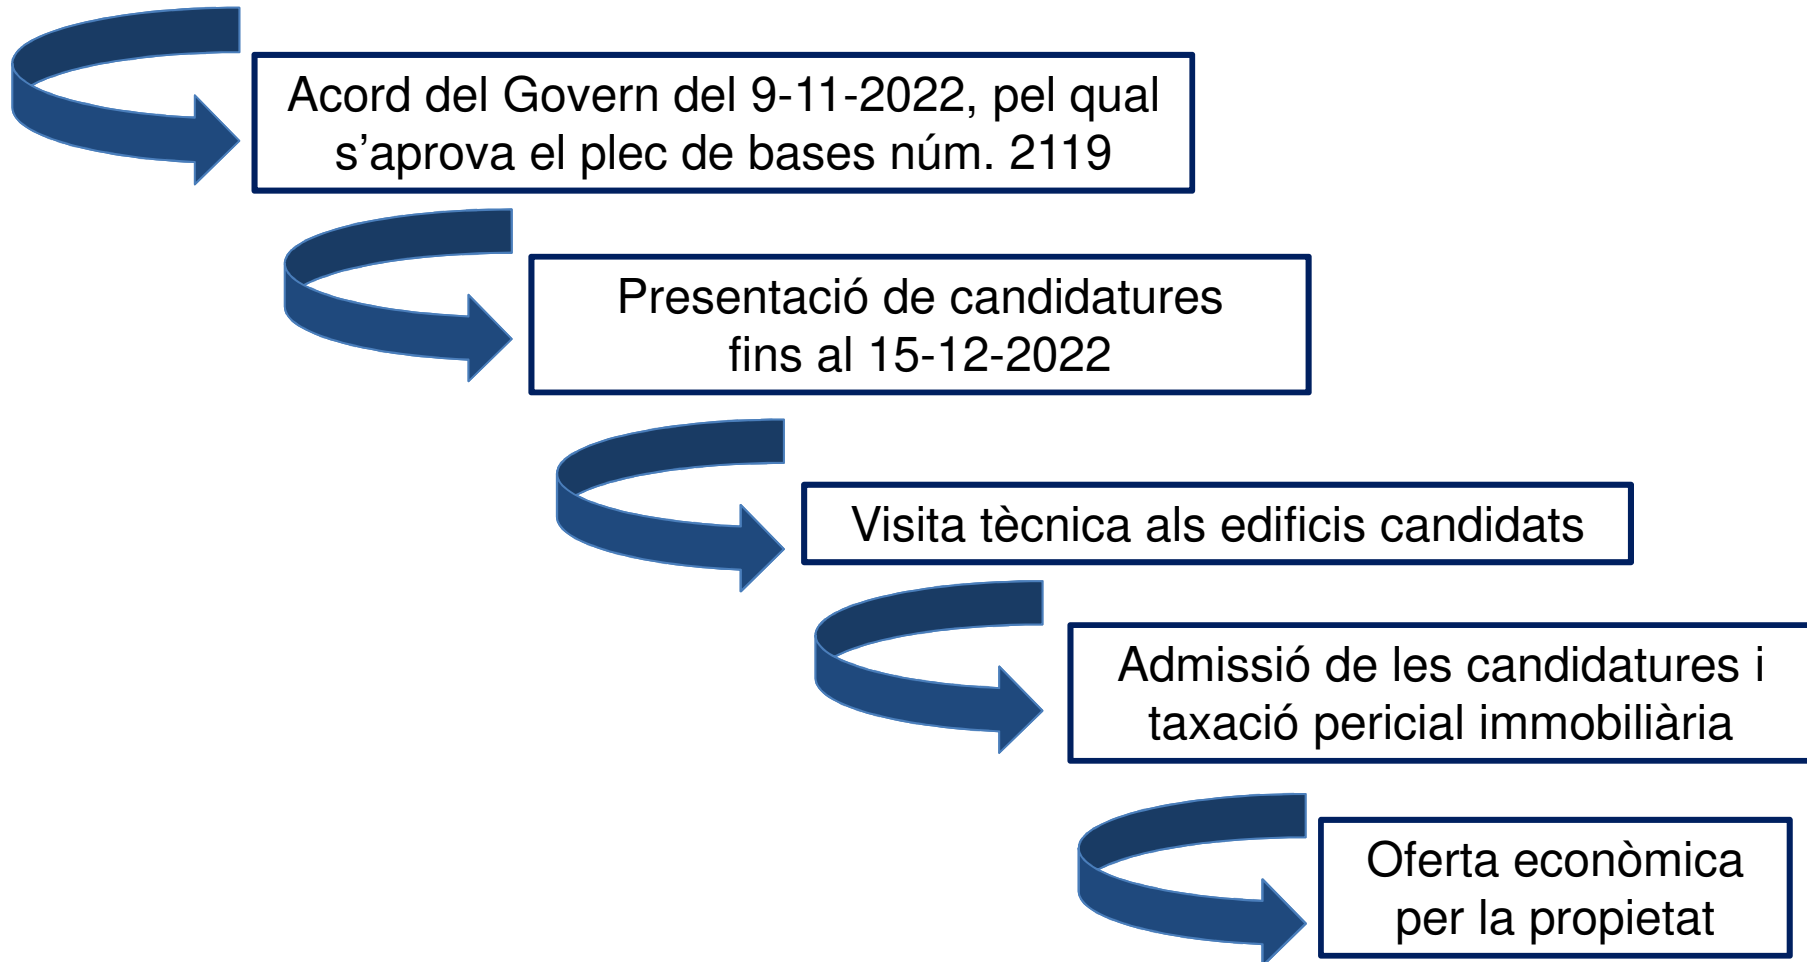 Acord del Govern del 9-11-2022, pel qual
s’aprova el plec de bases núm. 2119
Presentació de candidatures
fins al 15-12-2022
Visita tècnica als edificis candidats
Admissió de les candidatures i
taxació pericial immobiliària
Oferta econòmica
per la propietat